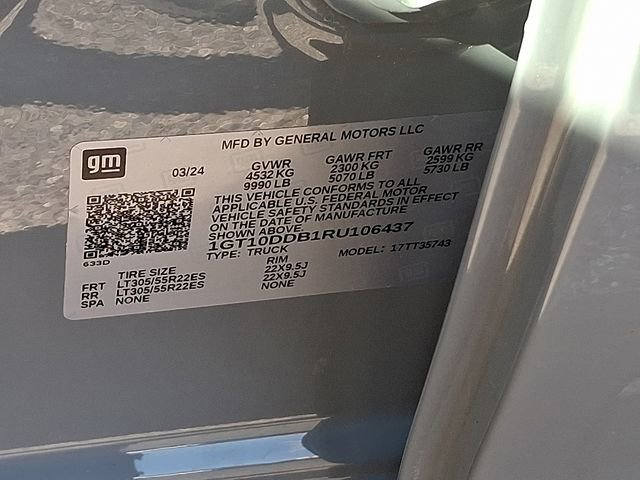 MFD BY GENERAL MOTORS LLC
gm
03/24
GVWR GAWR FRT GAWR RR
4532 KG 2300 KG 2599 KG
9990 LB 5070 LB 5730 LB
THIS VEHICLE CONFORMS TO ALL
APPLICABLE U.S. FEDERAL MOTOR
VEHICLE SAFETY STANDARDS IN EFFECT
ON THE DATE OF MANUFACTURE
SHOWN ABOVE.
1GT10DDB1RU106437
TYPE: TRUCK MODEL: 17TT35743
633D
TIRE SIZE RIM
FRT LT305/55R22ES 22X9.5J
RR LT305/55R22ES 22X9.5J
SPA NONE NONE